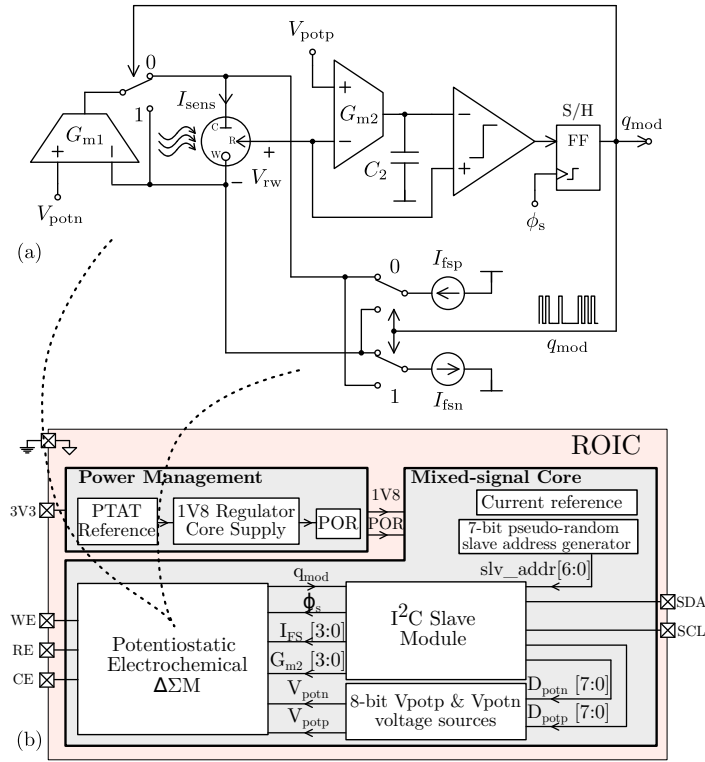 V_potp
0
I_sens
G_m2
+
−
−
S/H
q_mod
1
G_m1
C
R
W
FF
+
+
−
V_rw
C_2
+
V_potn
ϕ_s
(a)
0
I_fsp
q_mod
1
I_fsn
ROIC
Power Management
Mixed-signal Core
3V3
PTAT
Reference
1V8 Regulator
Core Supply
POR
1V8
POR
Current reference
7-bit pseudo-random
slave address generator
q_mod
slv_addr[6:0]
ϕ_s
WE
RE
CE
Potentiostatic
Electrochemical
ΔΣM
I_FS [3:0]
G_m2 [3:0]
V_potn
V_potp
I²C Slave
Module
SDA
SCL
8-bit Vpotp & Vpotn
voltage sources
D_potn [7:0]
D_potp [7:0]
(b)